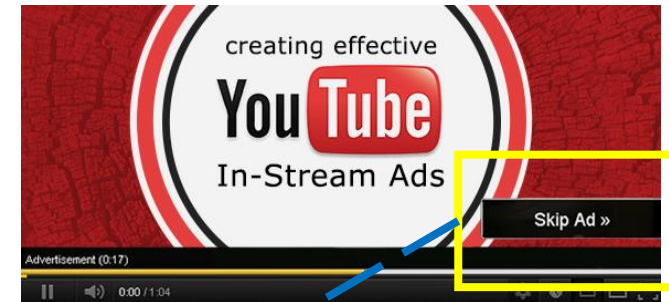 creating effective
YouTube
In-Stream Ads
Skip Ad »
Advertisement (0:17)
0:00 / 1:04